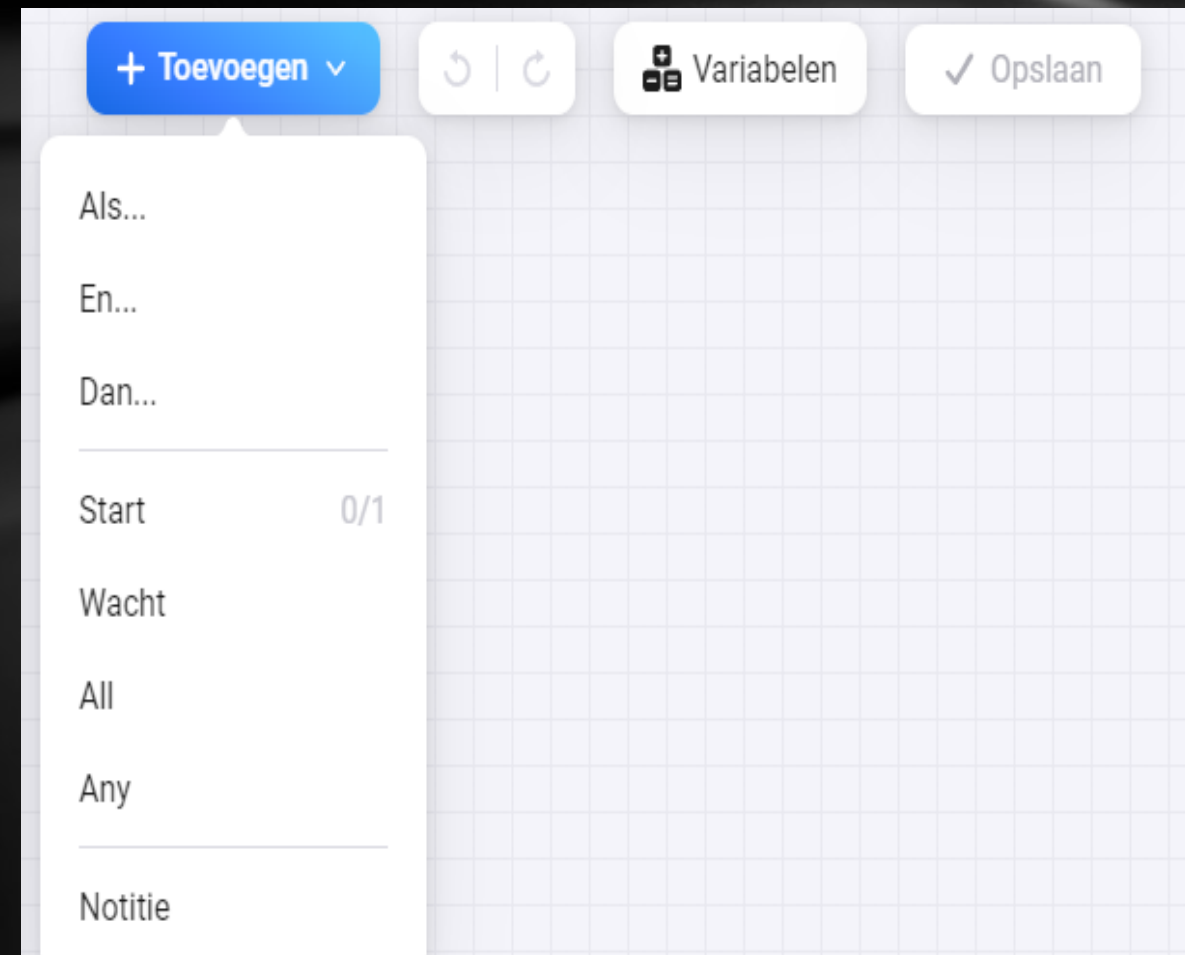 Toevoegen
Variabelen
Opslaan
Als...
En...
Dan...
Start 0/1
Wacht
All
Any
Notitie